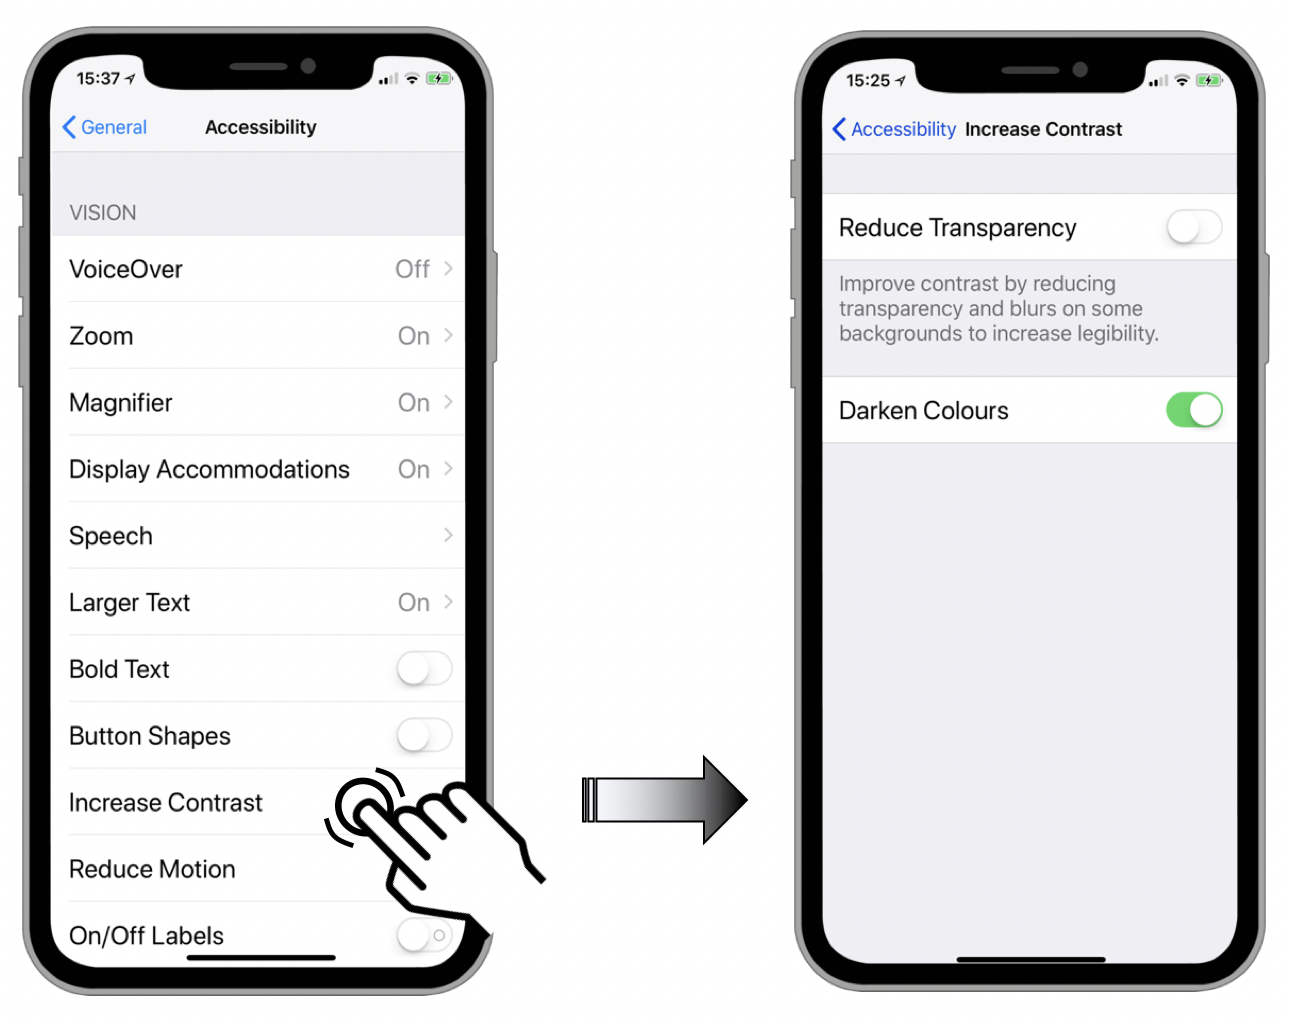 15:37
General
Accessibility
VISION
VoiceOver Off
Zoom On
Magnifier On
Display Accommodations On
Speech
Larger Text On
Bold Text
Button Shapes
Increase Contrast
Reduce Motion
On/Off Labels
15:25
Accessibility Increase Contrast
Reduce Transparency
Improve contrast by reducing
transparency and blurs on some
backgrounds to increase legibility.
Darken Colours